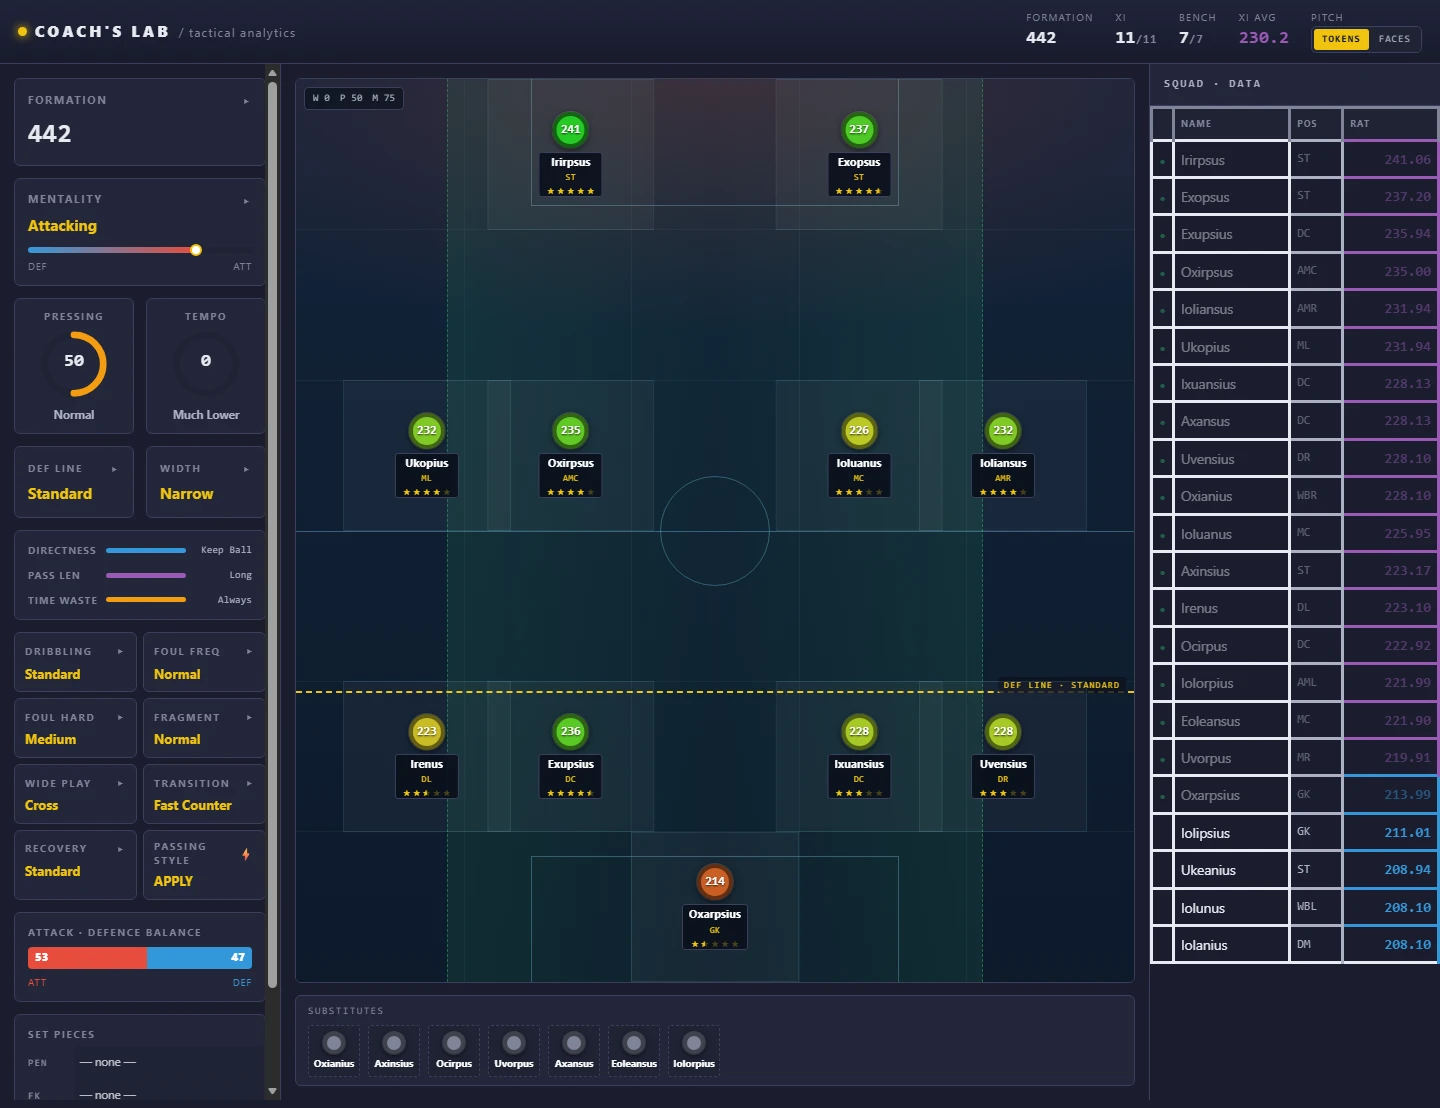 COACH'S LAB / tactical analytics
FORMATION
442
XI
11/11
BENCH
7/7
XI AVG
230.2
PITCH
TOKENS FACES
FORMATION
442
MENTALITY
Attacking
DEF ATT
PRESSING
50
Normal
TEMPO
0
Much Lower
DEF LINE
Standard
WIDTH
Narrow
DIRECTNESS Keep Ball
PASS LEN Long
TIME WASTE Always
DRIBBLING
Standard
FOUL FREQ
Normal
FOUL HARD
Medium
FRAGMENT
Normal
WIDE PLAY
Cross
TRANSITION
Fast Counter
RECOVERY
Standard
PASSING
STYLE
APPLY
ATTACK · DEFENCE BALANCE
53 47
ATT DEF
SET PIECES
PEN — none —
FK — none —
W 0 P 50 M 75
241
Irirpsus
ST
237
Exopsus
ST
232
Ukopius
ML
235
Oxirpsus
AMC
226
Ioluanus
MC
232
Ioliansus
AMR
DEF LINE · STANDARD
223
Irenus
DL
236
Exupsius
DC
228
Ixuansius
DC
228
Uvensius
DR
214
Oxarpsius
GK
SUBSTITUTES
Oxianius
Axinsius
Ocirpus
Uvorpus
Axansus
Eoleansus
Iolorpius
SQUAD · DATA
NAME POS RAT
Irirpsus ST 241.06
Exopsus ST 237.20
Exupsius DC 235.94
Oxirpsus AMC 235.00
Ioliansus AMR 231.94
Ukopius ML 231.94
Ixuansius DC 228.13
Axansus DC 228.13
Uvensius DR 228.10
Oxianius WBR 228.10
Ioluanus MC 225.95
Axinsius ST 223.17
Irenus DL 223.10
Ocirpus DC 222.92
Iolorpius AML 221.99
Eoleansus MC 221.90
Uvorpus MR 219.91
Oxarpsius GK 213.99
Iolipsius GK 211.01
Ukeanius ST 208.94
Iolunus WBL 208.10
Iolanius DM 208.10